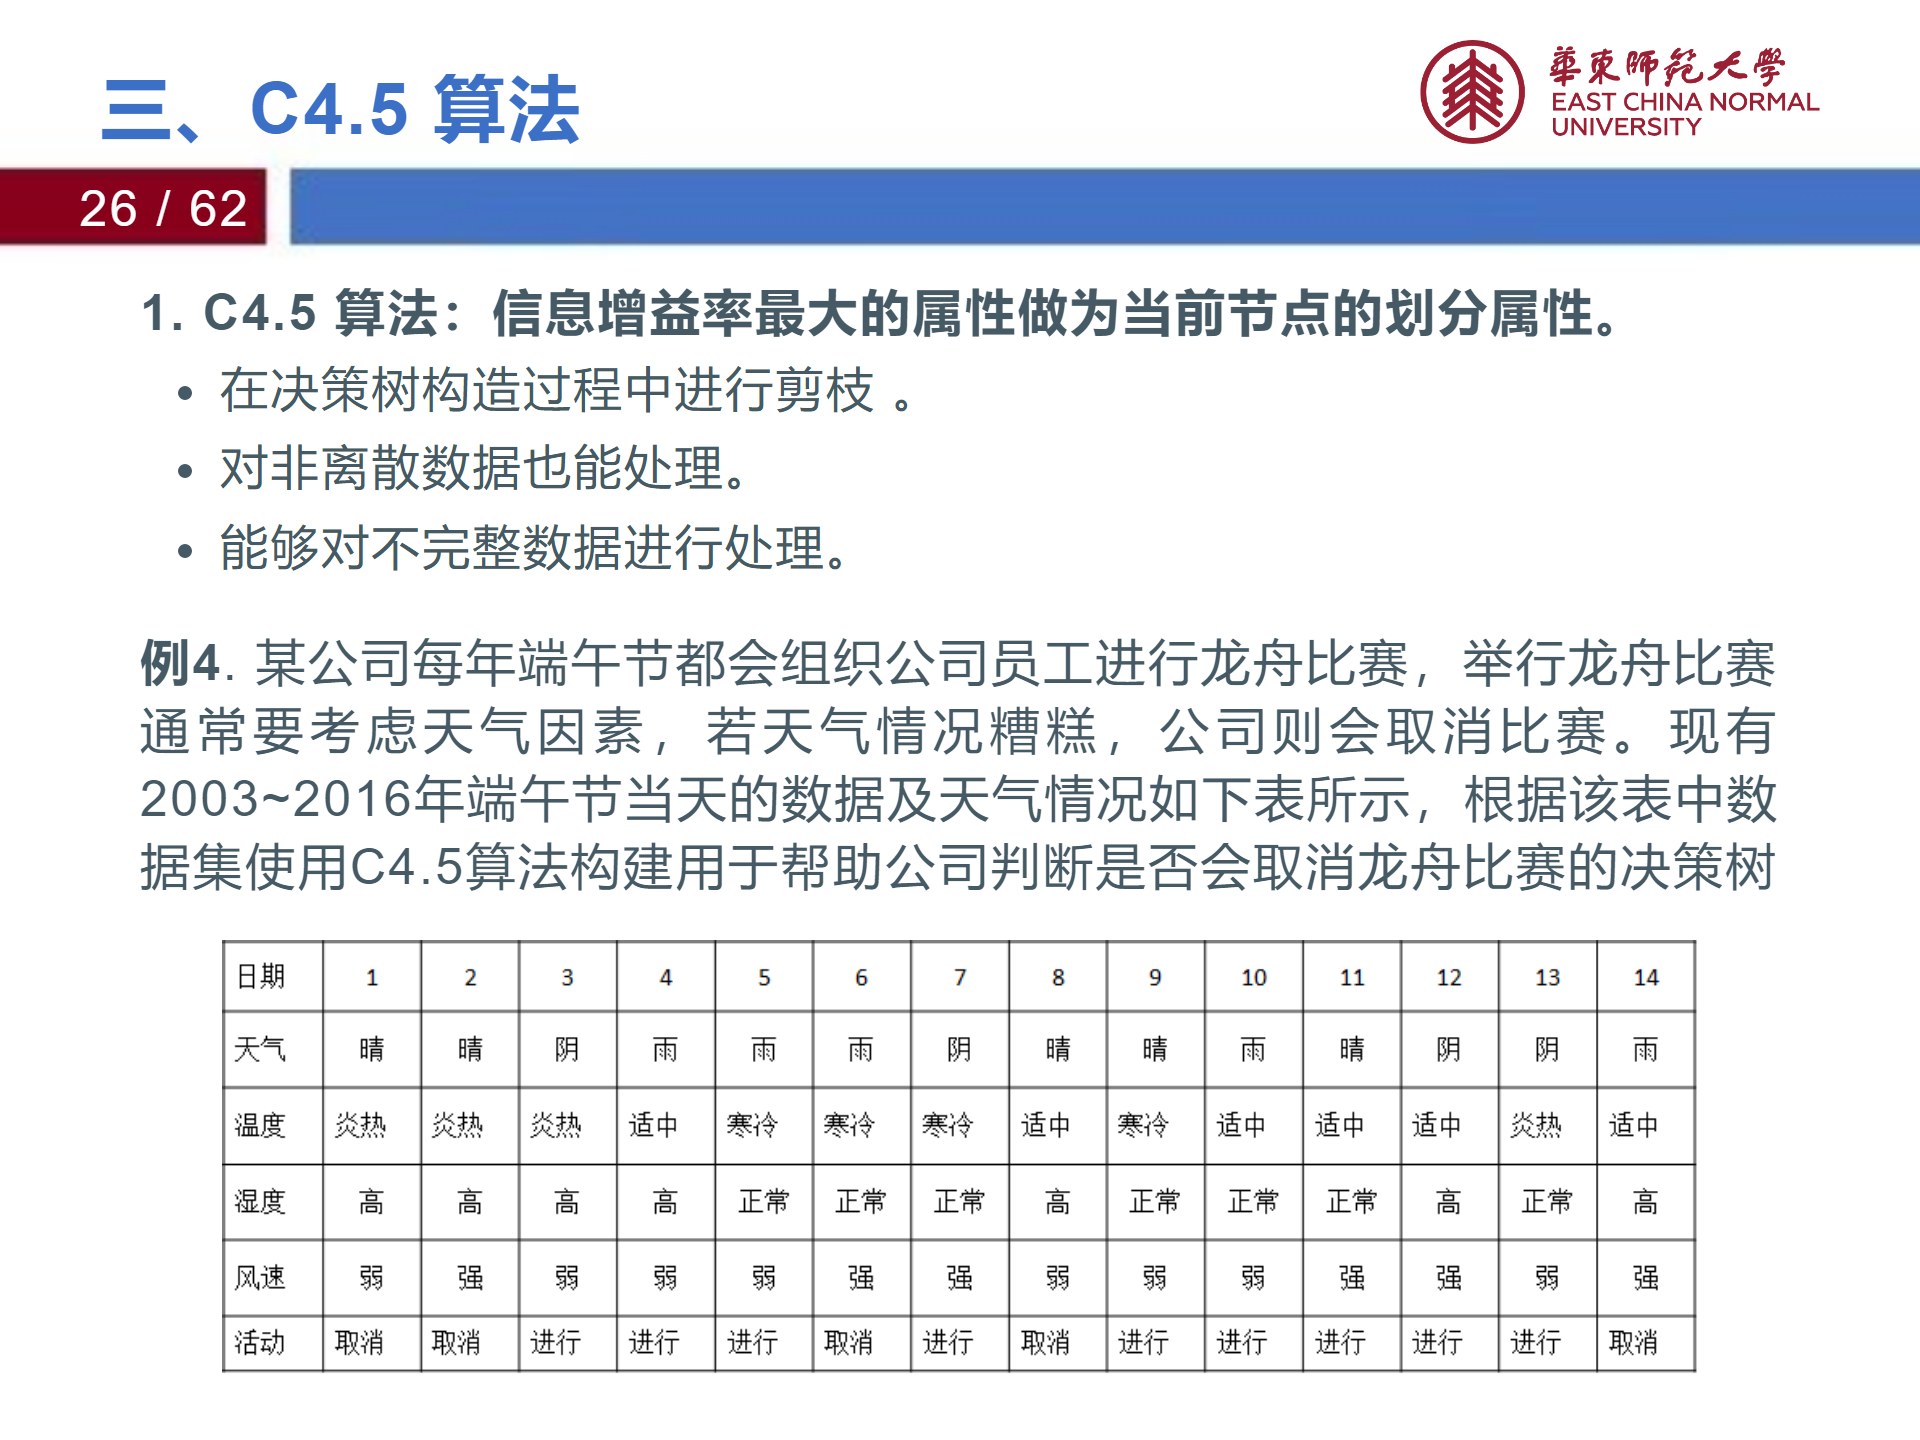 三、C4.5 算法
華東師範大學
EAST CHINA NORMAL
UNIVERSITY
26 / 62
1. C4.5 算法：信息增益率最大的属性做为当前节点的划分属性。
• 在决策树构造过程中进行剪枝 。
• 对非离散数据也能处理。
• 能够对不完整数据进行处理。
例4. 某公司每年端午节都会组织公司员工进行龙舟比赛，举行龙舟比赛
通常要考虑天气因素，若天气情况糟糕，公司则会取消比赛。现有
2003~2016年端午节当天的数据及天气情况如下表所示，根据该表中数
据集使用C4.5算法构建用于帮助公司判断是否会取消龙舟比赛的决策树
日期 1 2 3 4 5 6 7 8 9 10 11 12 13 14
天气 晴 晴 阴 雨 雨 雨 阴 晴 晴 雨 晴 阴 阴 雨
温度 炎热 炎热 炎热 适中 寒冷 寒冷 寒冷 适中 寒冷 适中 适中 适中 炎热 适中
湿度 高 高 高 高 正常 正常 正常 高 正常 正常 正常 高 正常 高
风速 弱 强 弱 弱 弱 强 强 弱 弱 弱 强 强 弱 强
活动 取消 取消 进行 进行 进行 取消 进行 取消 进行 进行 进行 进行 进行 取消